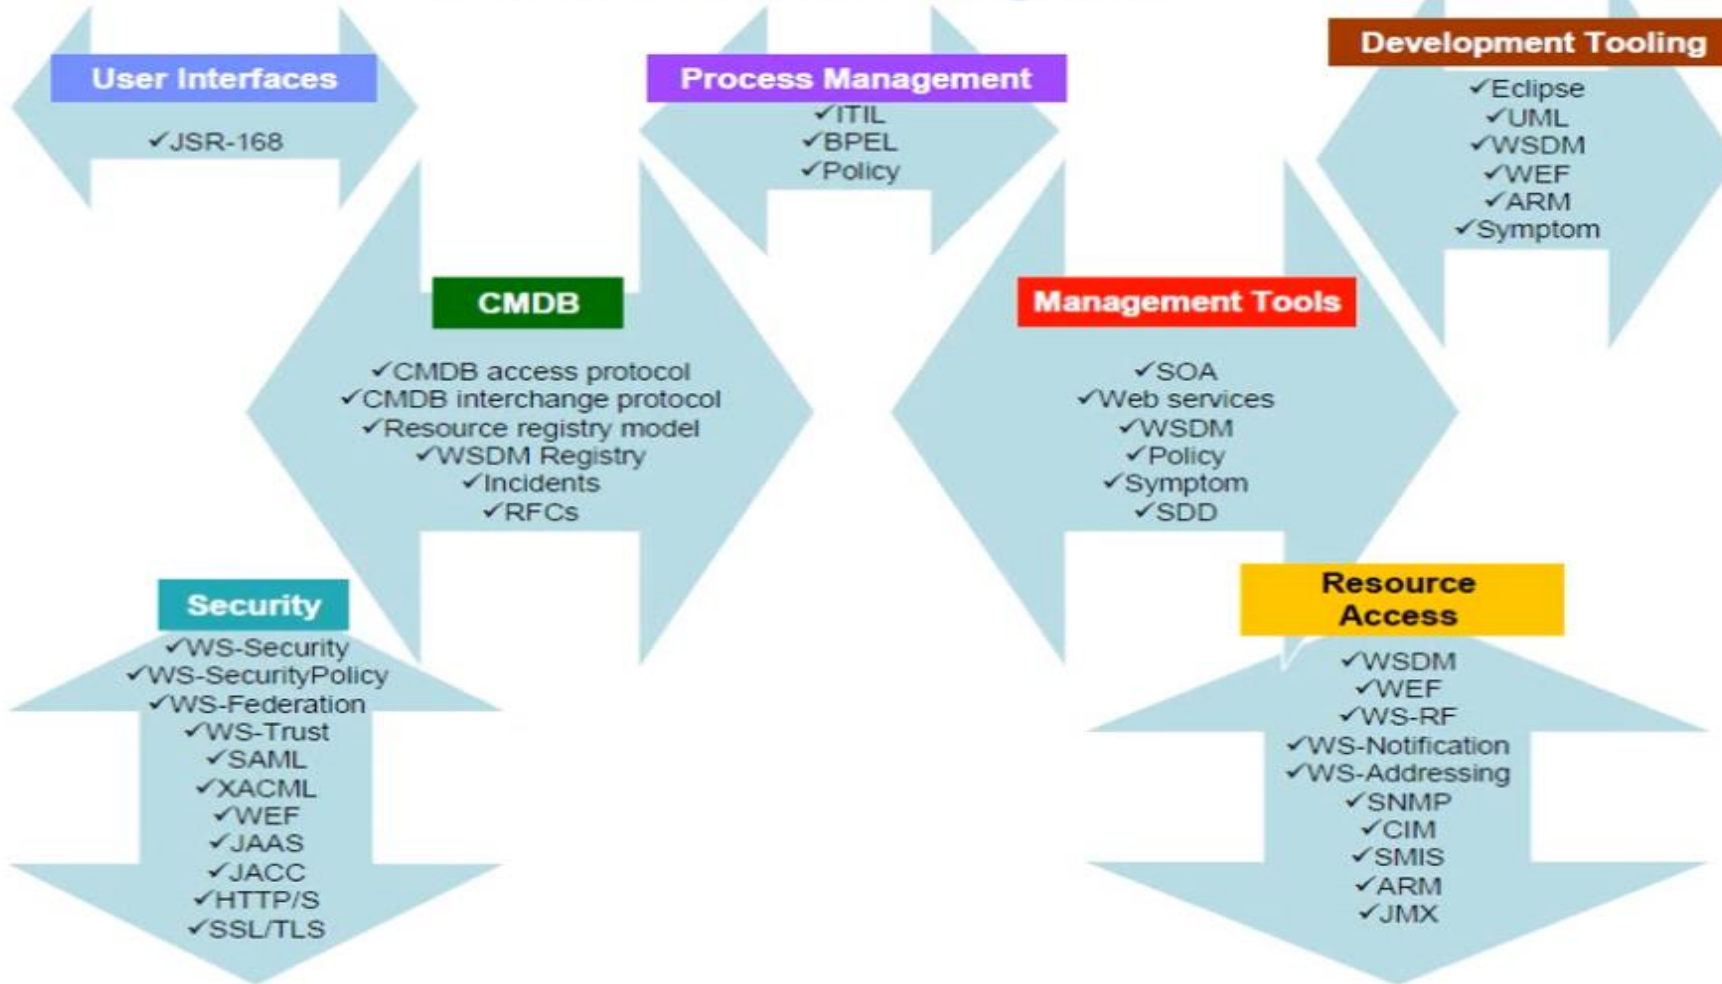 User Interfaces
✓JSR-168
Process Management
✓ITIL
✓BPEL
✓Policy
Development Tooling
✓Eclipse
✓UML
✓WSDM
✓WEF
✓ARM
✓Symptom
CMDB
✓CMDB access protocol
✓CMDB interchange protocol
✓Resource registry model
✓WSDM Registry
✓Incidents
✓RFCs
Management Tools
✓SOA
✓Web services
✓WSDM
✓Policy
✓Symptom
✓SDD
Security
✓WS-Security
✓WS-SecurityPolicy
✓WS-Federation
✓WS-Trust
✓SAML
✓XACML
✓WEF
✓JAAS
✓JACC
✓HTTP/S
✓SSL/TLS
Resource
Access
✓WSDM
✓WEF
✓WS-RF
✓WS-Notification
✓WS-Addressing
✓SNMP
✓CIM
✓SMIS
✓ARM
✓JMX